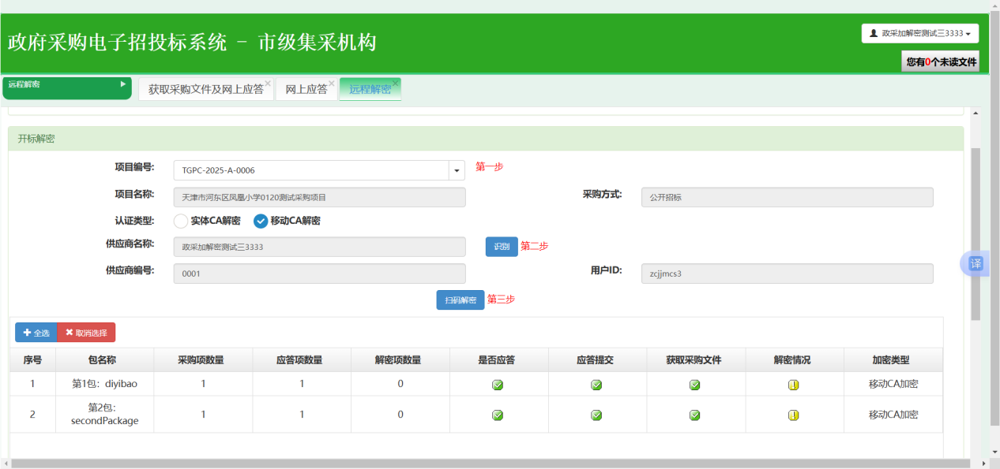 政府采购电子招投标系统 - 市级集采机构
政采加解密测试三3333
您有0个未读文件
远程解密
获取采购文件及网上应答
网上应答
远程解密
开标解密
项目编号: TGPC-2025-A-0006 第一步
项目名称: 天津市河东区凤凰小学0120测试采购项目 采购方式: 公开招标
认证类型: 实体CA解密 移动CA解密
供应商名称: 政采加解密测试三3333 识别 第二步
供应商编号: 0001 用户ID: zcjjmcs3
扫码解密 第三步
全选 取消选择
序号 包名称 采购项数量 应答项数量 解密项数量 是否应答 应答提交 获取采购文件 解密情况 加密类型
1 第1包: diyibao 1 1 0 移动CA加密
2 第2包: secondPackage 1 1 0 移动CA加密
译